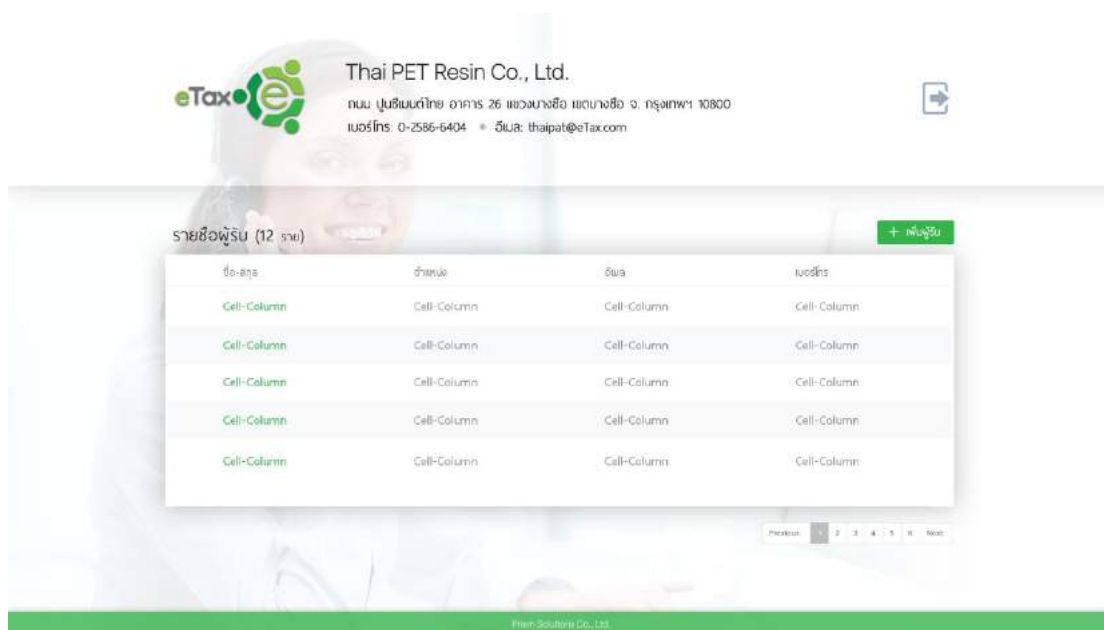 eTax e
Thai PET Resin Co., Ltd.
ถนน ปูนซิเมนต์ไทย อาคาร 26 แขวงบางซื่อ เขตบางซื่อ จ. กรุงเทพฯ 10800
เบอร์โทร: 0-2586-6404 • อีเมล: thaipat@eTax.com
รายชื่อผู้รับ (12 ราย)
+ เพิ่มผู้รับ
ชื่อ-สกุล ตำแหน่ง อีเมล เบอร์โทร
Cell-Column Cell-Column Cell-Column Cell-Column
Cell-Column Cell-Column Cell-Column Cell-Column
Cell-Column Cell-Column Cell-Column Cell-Column
Cell-Column Cell-Column Cell-Column Cell-Column
Cell-Column Cell-Column Cell-Column Cell-Column
Previous 1 2 3 4 5 6 Next
Prism Solutions Co., Ltd.